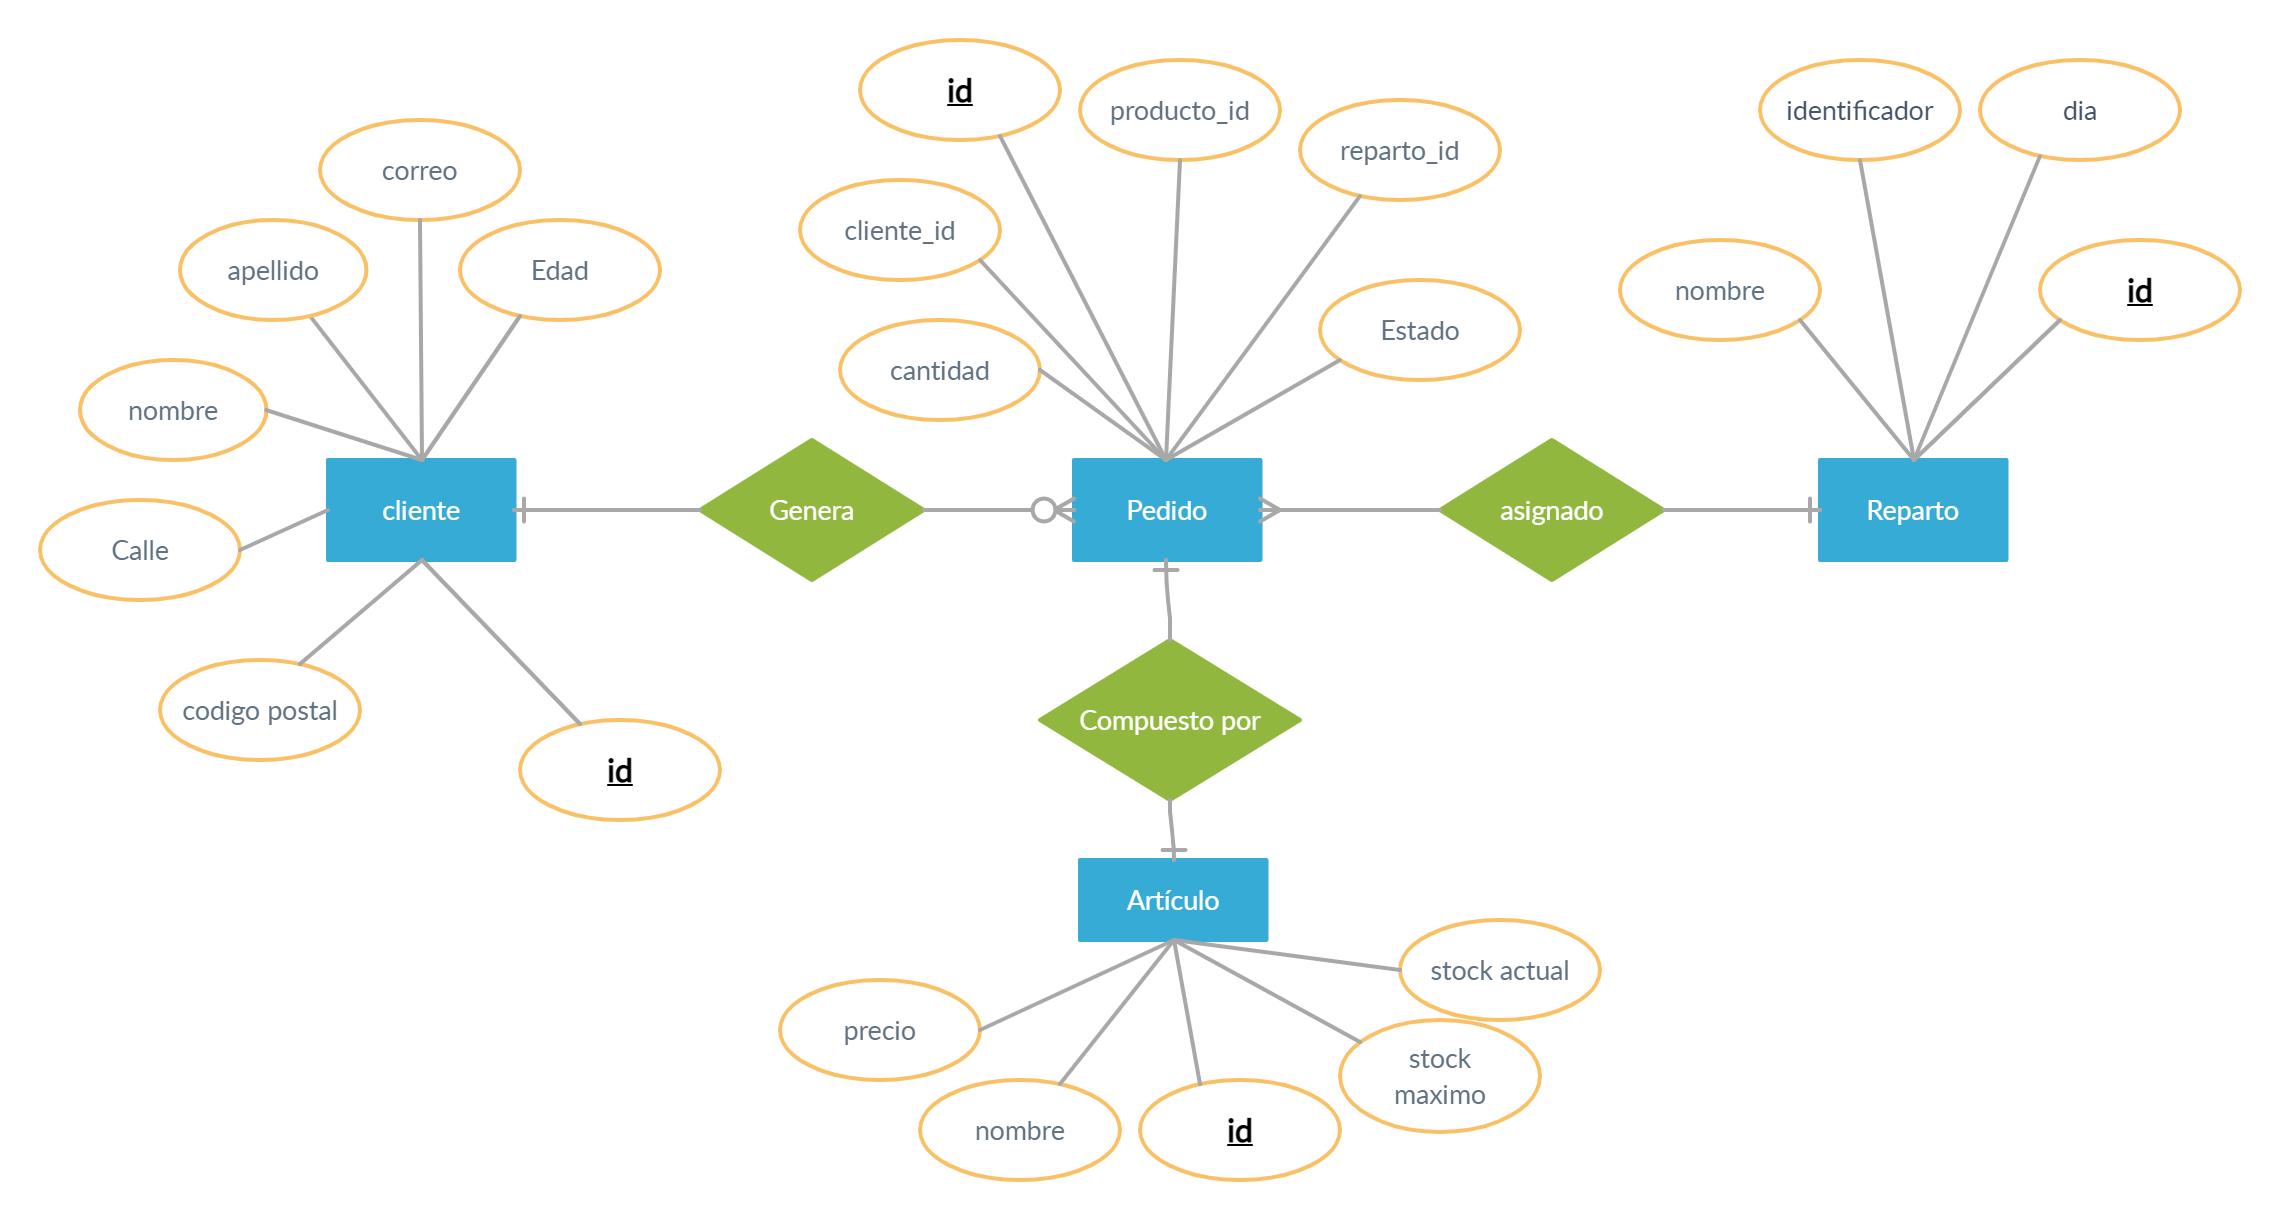 id
producto_id
identificador
dia
reparto_id
correo
cliente_id
apellido
Edad
nombre
id
Estado
cantidad
nombre
cliente
Genera
Pedido
asignado
Reparto
Calle
codigo postal
Compuesto por
id
Artículo
stock actual
precio
stock
maximo
nombre
id